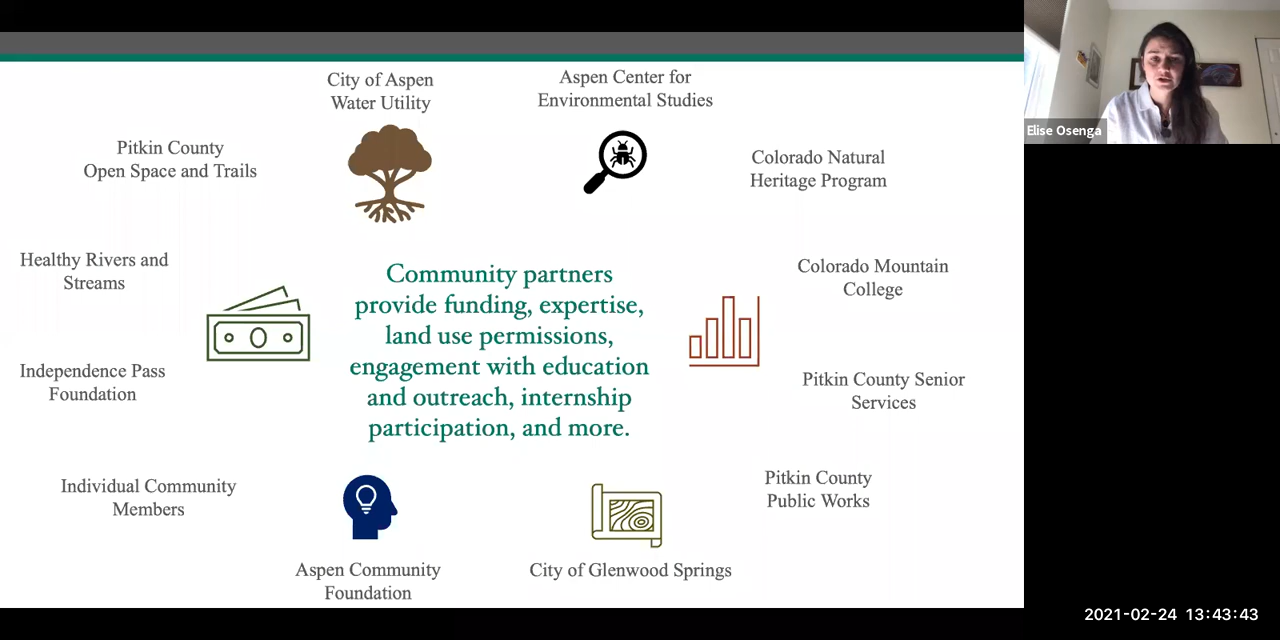 City of Aspen
Water Utility
Aspen Center for
Environmental Studies
Pitkin County
Open Space and Trails
Colorado Natural
Heritage Program
Healthy Rivers and
Streams
Colorado Mountain
College
Community partners
provide funding, expertise,
land use permissions,
engagement with education
and outreach, internship
participation, and more.
Independence Pass
Foundation
Pitkin County Senior
Services
Individual Community
Members
Pitkin County
Public Works
Aspen Community
Foundation
City of Glenwood Springs
Elise Osenga
2021-02-24 13:43:43